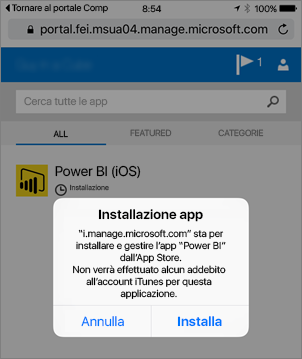 Tornare al portale Comp 8:54 100%
portal.fei.msua04.manage.microsoft.com
1
Cerca tutte le app
ALL FEATURED CATEGORIE
Power BI (iOS)
Installazione
Installazione app
"i.manage.microsoft.com" sta per
installare e gestire l'app "Power BI"
dall'App Store.
Non verrà effettuato alcun addebito
all'account iTunes per questa
applicazione.
Annulla Installa